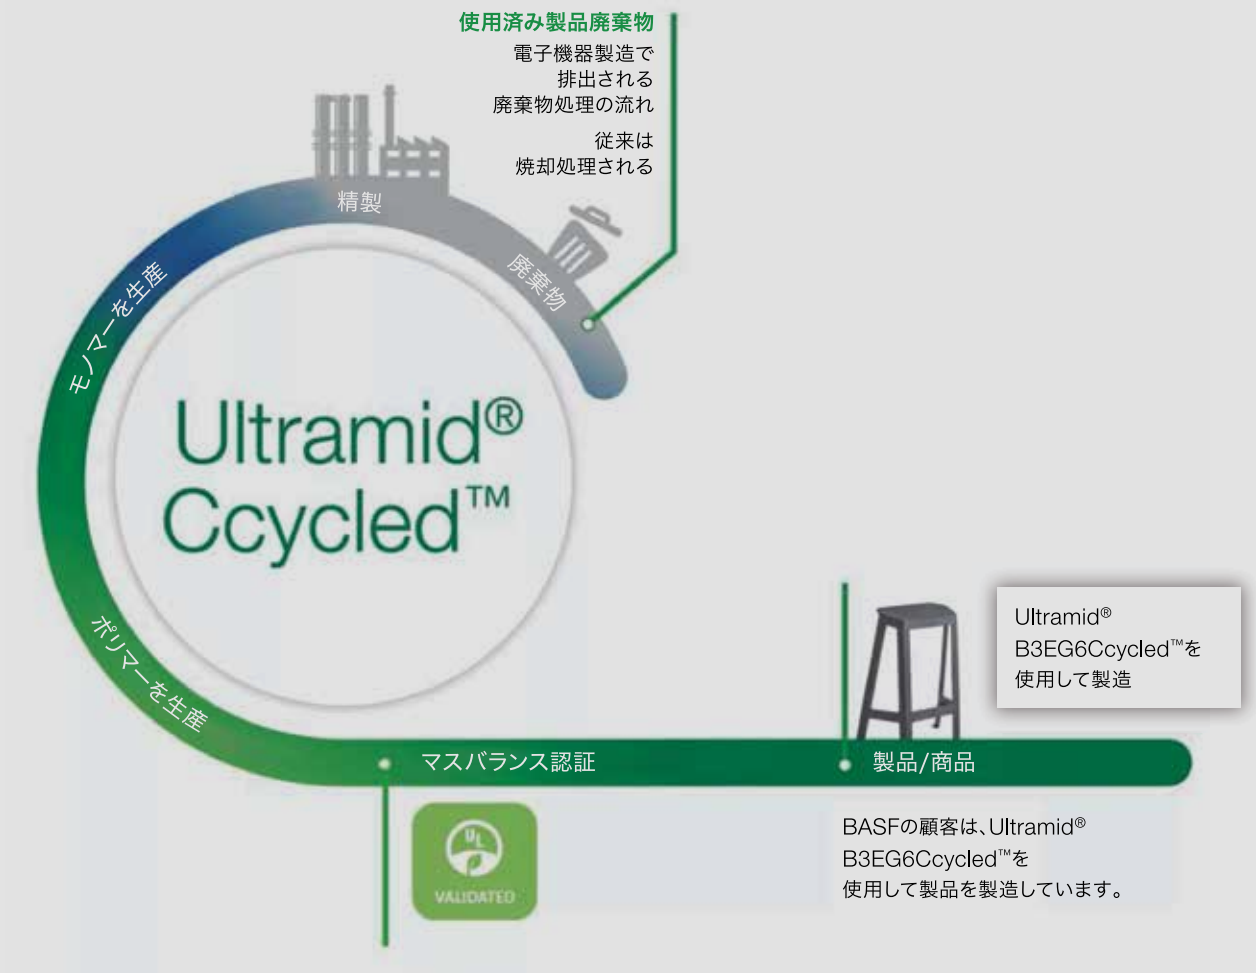 使用済み製品廃棄物
電子機器製造で
排出される
廃棄物処理の流れ
従来は
焼却処理される
精製
廃棄物
モノマーを生産
Ultramid®
Ccycled™
ポリマーを生産
Ultramid®
B3EG6Ccycled™を
使用して製造
マスバランス認証
製品/商品
UL
VALIDATED
BASFの顧客は、Ultramid®
B3EG6Ccycled™を
使用して製品を製造しています。